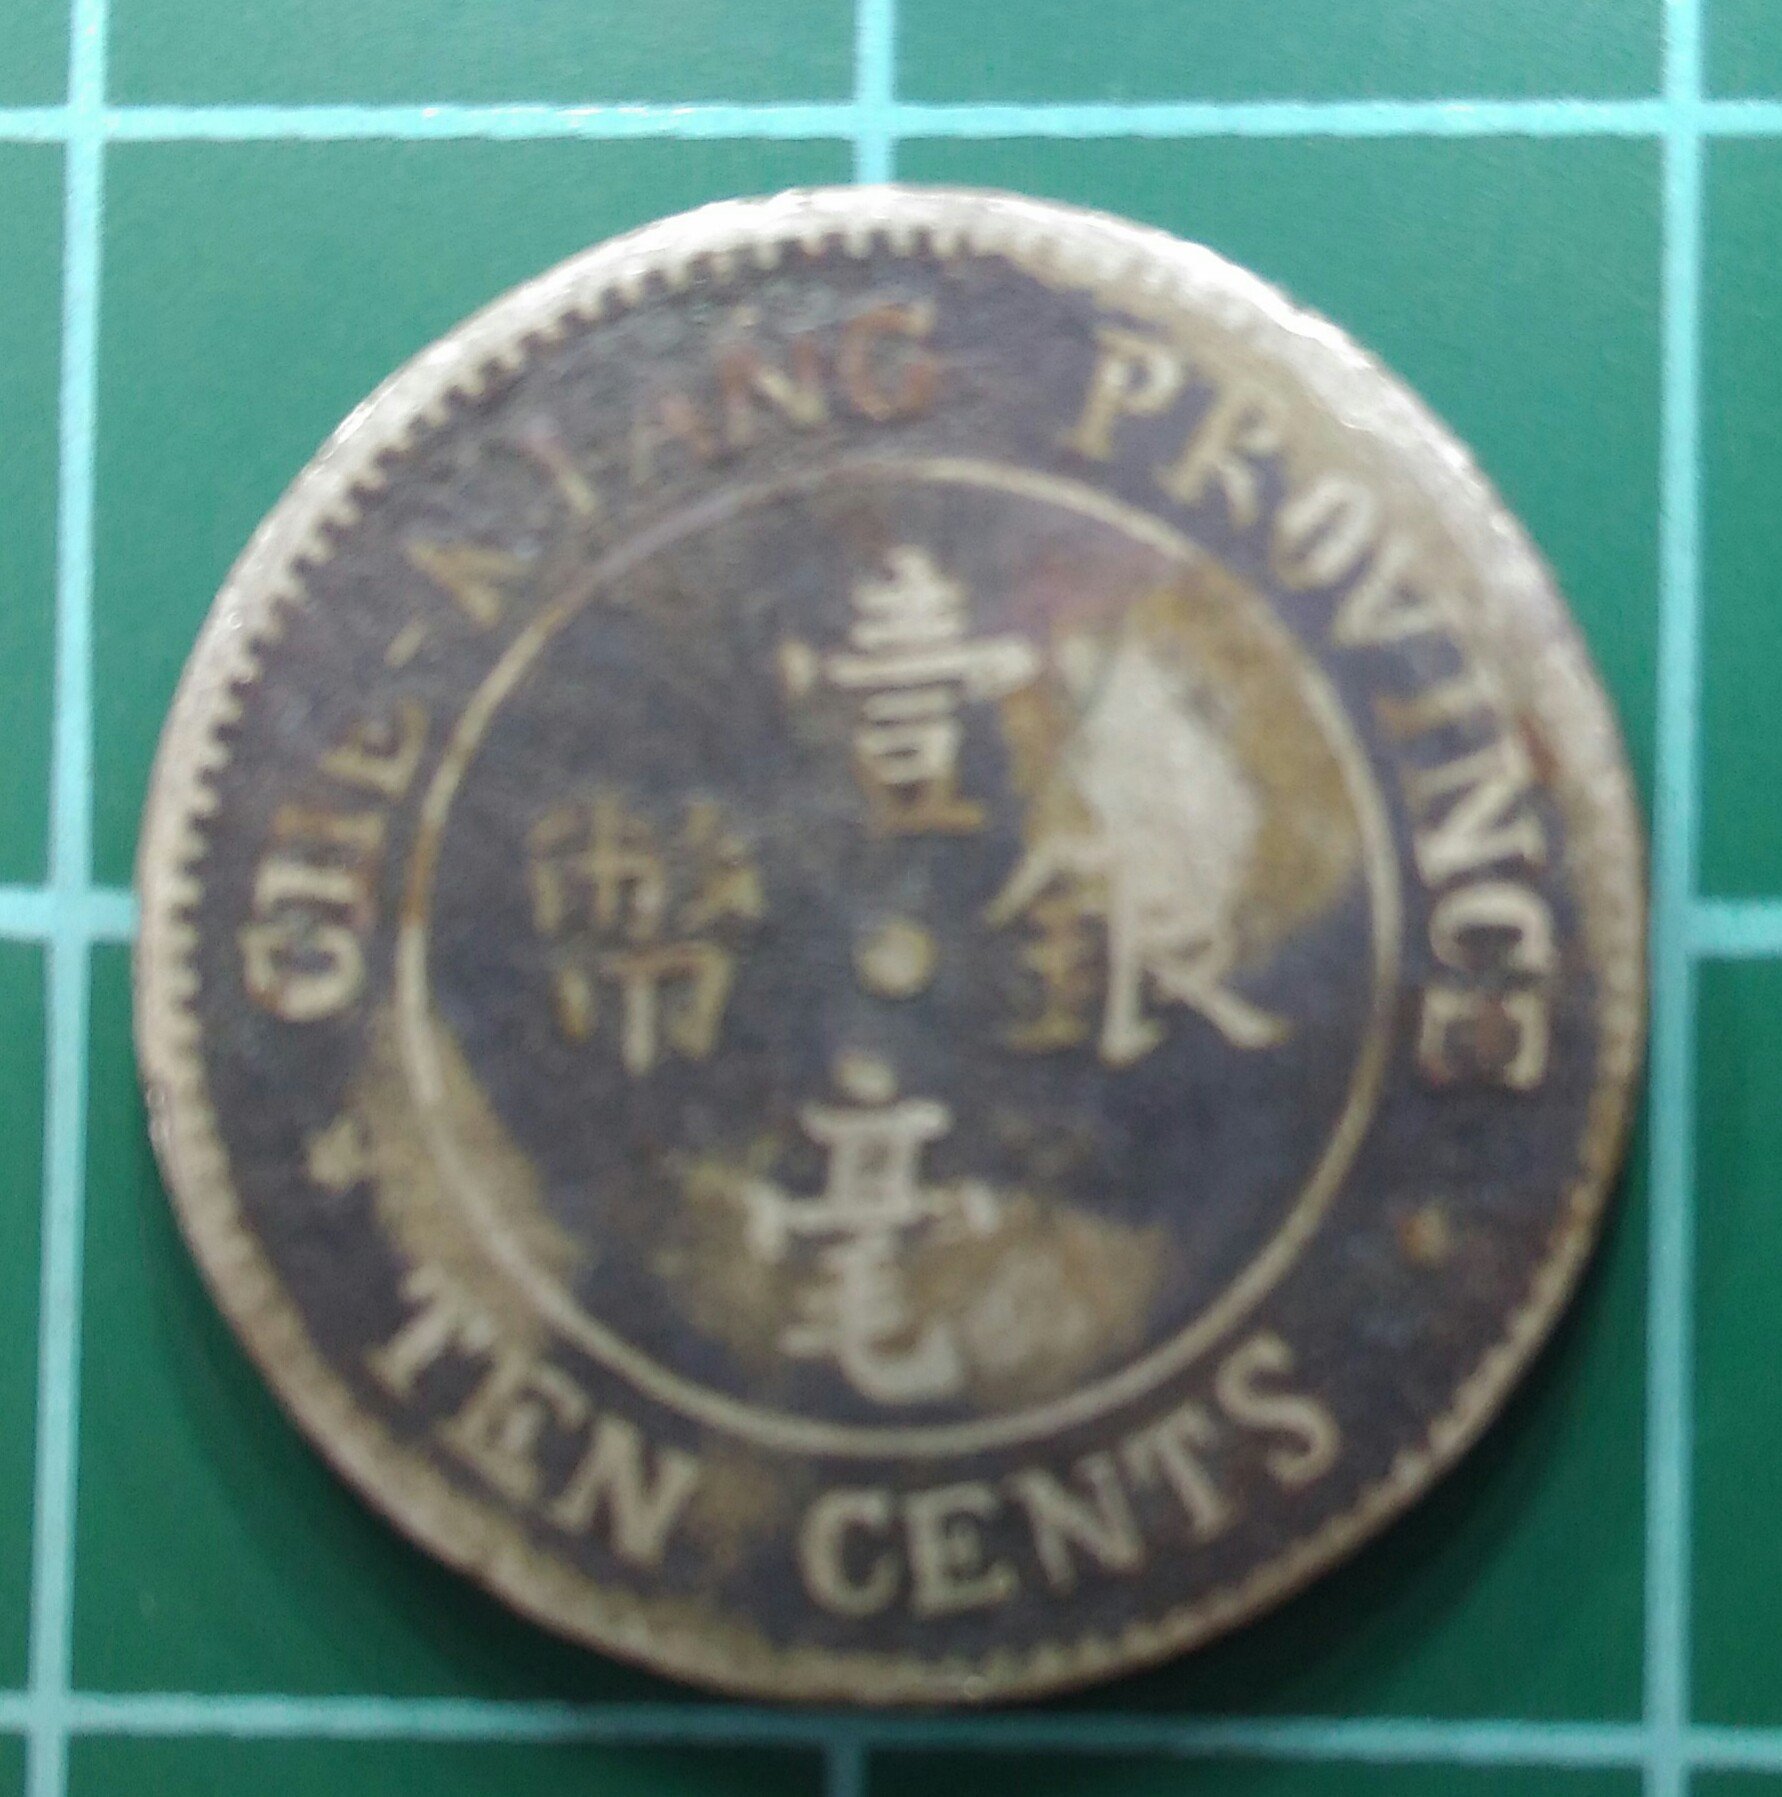 CHE-KIANG PROVINCE
壹毫銀幣
TEN CENTS